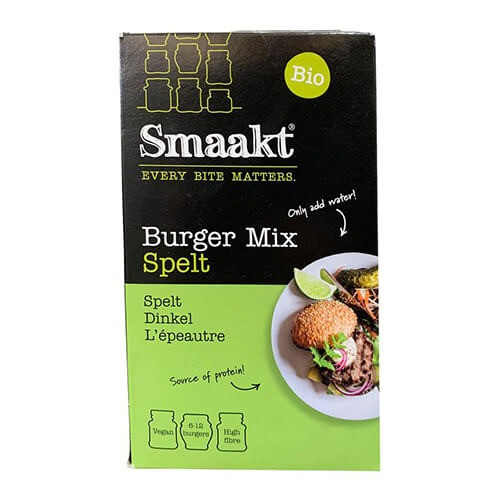 Bio
Smaakt®
EVERY BITE MATTERS.
Only add water!
Burger Mix
Spelt
Spelt
Dinkel
L'épeautre
Source of protein!
Vegan
6-12
burgers
High
fibre